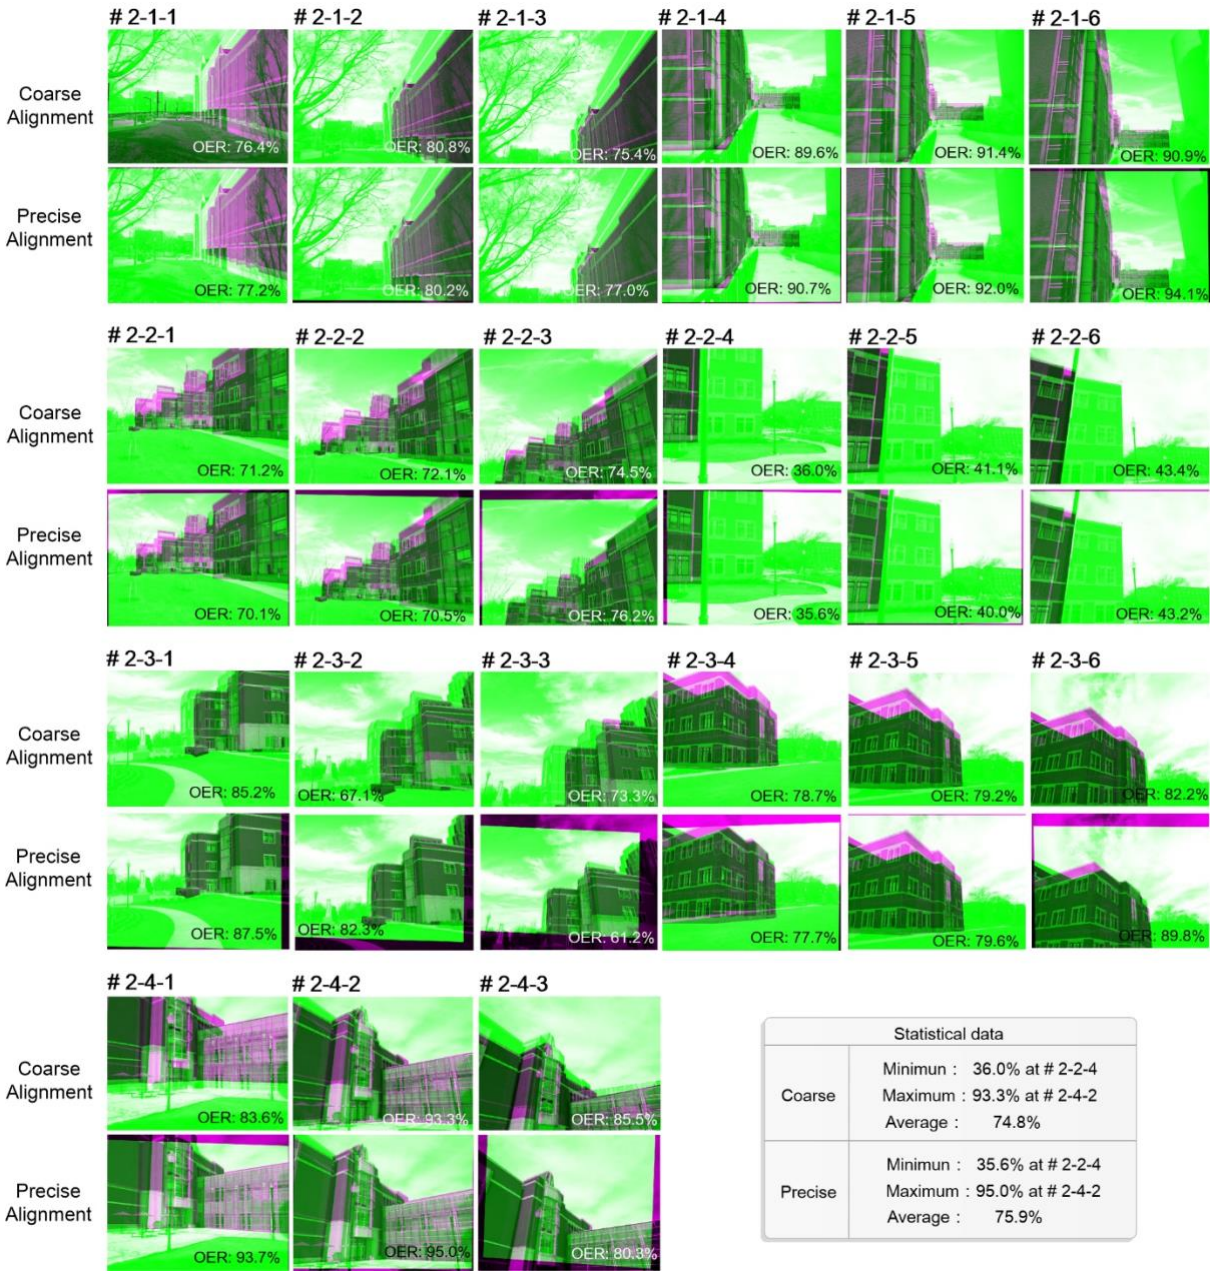 # 2-1-1 # 2-1-2 # 2-1-3 # 2-1-4 # 2-1-5 # 2-1-6
Coarse
Alignment
OER: 76.4% OER: 80.8% OER: 75.4% OER: 89.6% OER: 91.4% OER: 90.9%
Precise
Alignment
OER: 77.2% OER: 80.2% OER: 77.0% OER: 90.7% OER: 92.0% OER: 94.1%
# 2-2-1 # 2-2-2 # 2-2-3 # 2-2-4 # 2-2-5 # 2-2-6
Coarse
Alignment
OER: 71.2% OER: 72.1% OER: 74.5% OER: 36.0% OER: 41.1% OER: 43.4%
Precise
Alignment
OER: 70.1% OER: 70.5% OER: 76.2% OER: 35.6% OER: 40.0% OER: 43.2%
# 2-3-1 # 2-3-2 # 2-3-3 # 2-3-4 # 2-3-5 # 2-3-6
Coarse
Alignment
OER: 85.2% OER: 67.1% OER: 73.3% OER: 78.7% OER: 79.2% OER: 82.2%
Precise
Alignment
OER: 87.5% OER: 82.3% OER: 61.2% OER: 77.7% OER: 79.6% OER: 89.8%
# 2-4-1 # 2-4-2 # 2-4-3
Coarse
Alignment
OER: 83.6% OER: 93.3% OER: 85.5%
Precise
Alignment
OER: 93.7% OER: 95.0% OER: 80.3%
Statistical data
Coarse
Minimun : 36.0% at # 2-2-4
Maximum : 93.3% at # 2-4-2
Average : 74.8%
Precise
Minimun : 35.6% at # 2-2-4
Maximum : 95.0% at # 2-4-2
Average : 75.9%